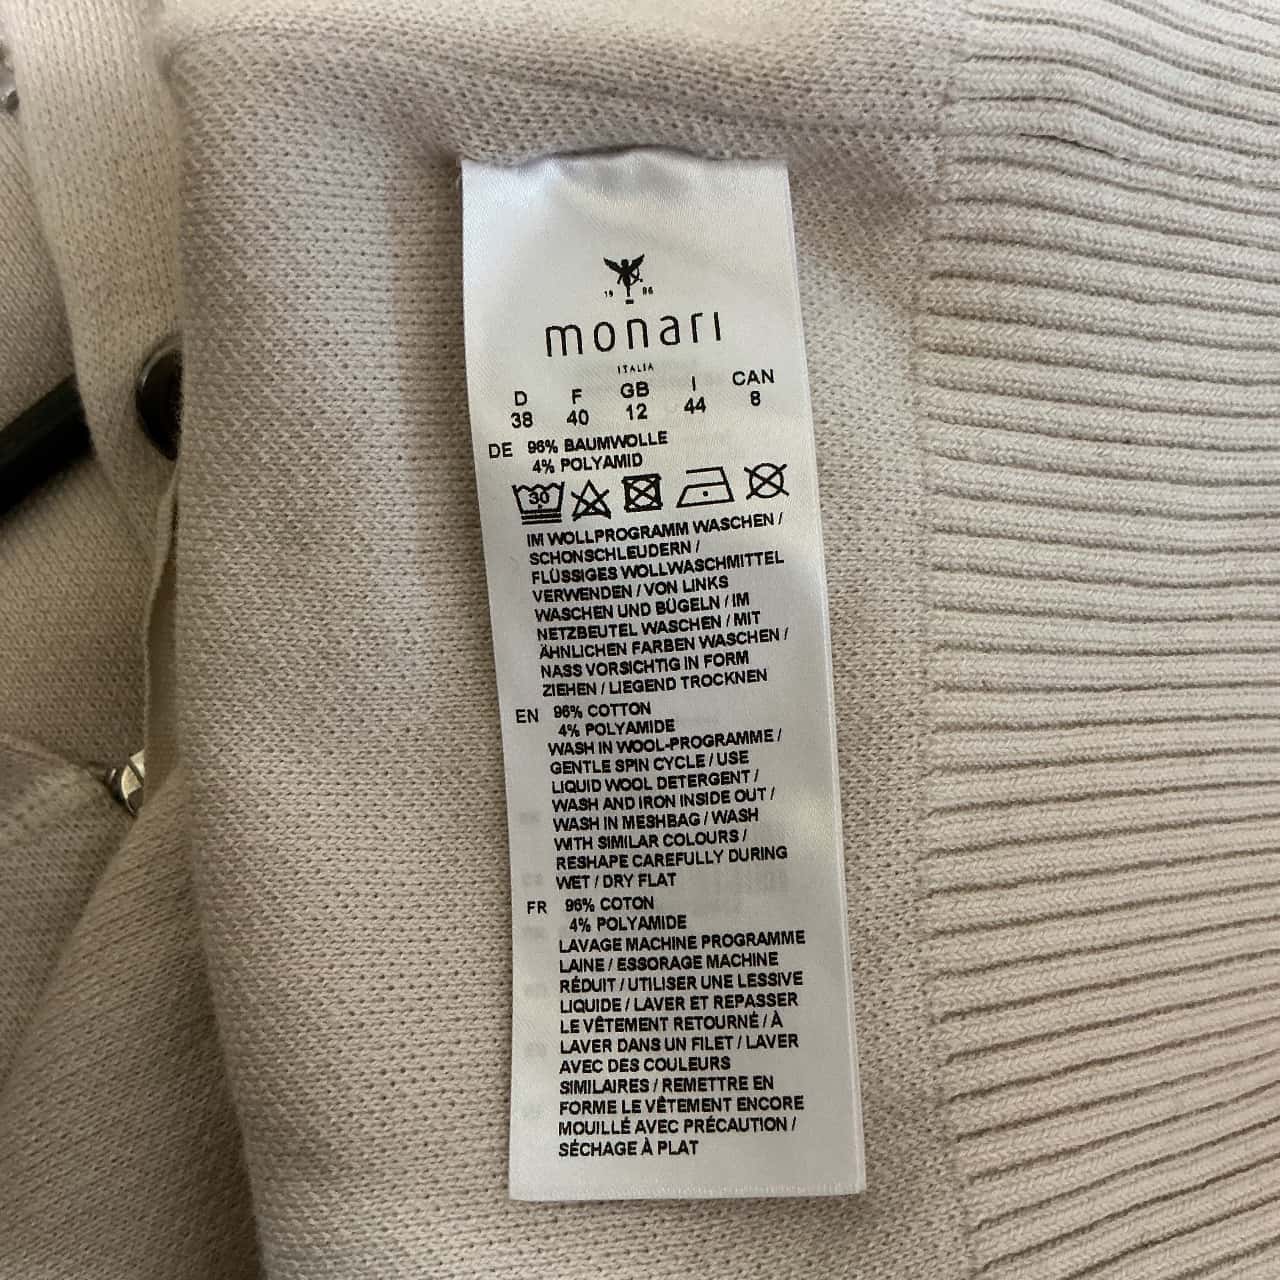 19 86
monari
ITALIA
D F GB I CAN
38 40 12 44 8
DE 96% BAUMWOLLE
4% POLYAMID
30
IM WOLLPROGRAMM WASCHEN /
SCHONSCHLEUDERN /
FLÜSSIGES WOLLWASCHMITTEL
VERWENDEN / VON LINKS
WASCHEN UND BÜGELN / IM
NETZBEUTEL WASCHEN / MIT
ÄHNLICHEN FARBEN WASCHEN /
NASS VORSICHTIG IN FORM
ZIEHEN / LIEGEND TROCKNEN
EN 96% COTTON
4% POLYAMIDE
WASH IN WOOL-PROGRAMME /
GENTLE SPIN CYCLE / USE
LIQUID WOOL DETERGENT /
WASH AND IRON INSIDE OUT /
WASH IN MESHBAG / WASH
WITH SIMILAR COLOURS /
RESHAPE CAREFULLY DURING
WET / DRY FLAT
FR 96% COTON
4% POLYAMIDE
LAVAGE MACHINE PROGRAMME
LAINE / ESSORAGE MACHINE
RÉDUIT / UTILISER UNE LESSIVE
LIQUIDE / LAVER ET REPASSER
LE VÊTEMENT RETOURNÉ / À
LAVER DANS UN FILET / LAVER
AVEC DES COULEURS
SIMILAIRES / REMETTRE EN
FORME LE VÊTEMENT ENCORE
MOUILLÉ AVEC PRÉCAUTION /
SÉCHAGE À PLAT